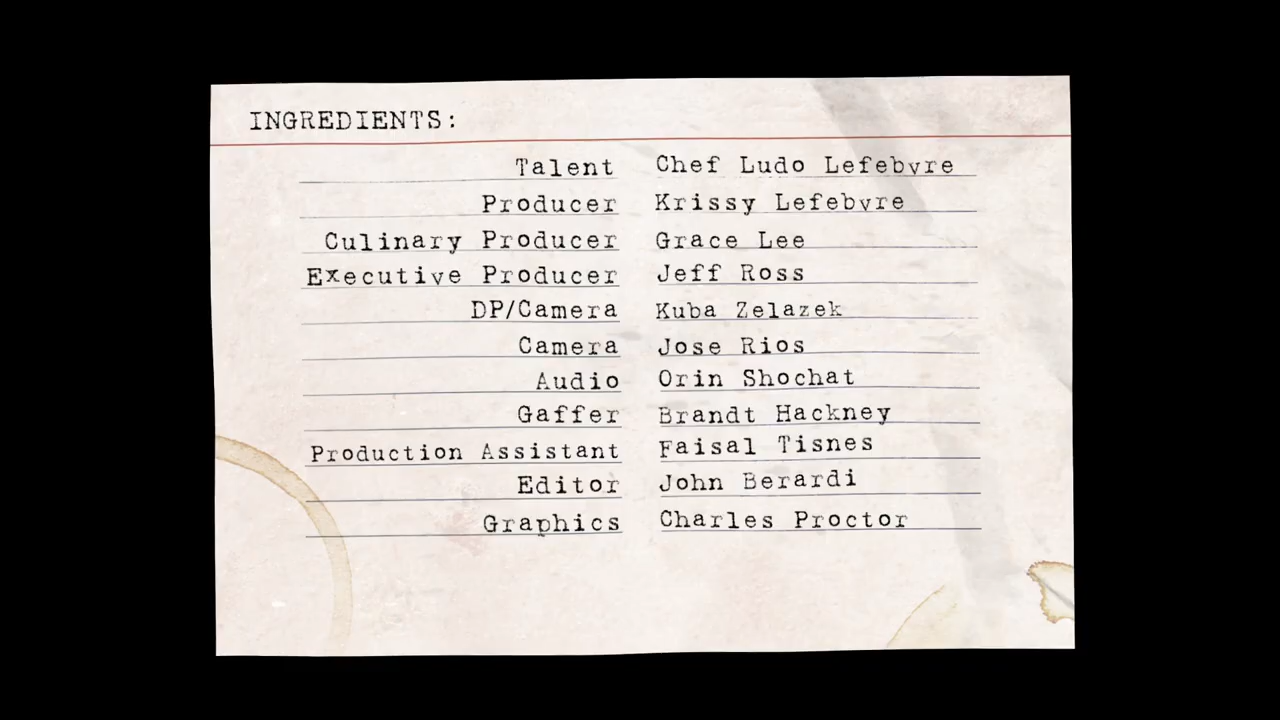 INGREDIENTS:
Talent Chef Ludo Lefebvre
Producer Krissy Lefebvre
Culinary Producer Grace Lee
Executive Producer Jeff Ross
DP/Camera Kuba Zelazek
Camera Jose Rios
Audio Orin Shochat
Gaffer Brandt Hackney
Production Assistant Faisal Tisnes
Editor John Berardi
Graphics Charles Proctor